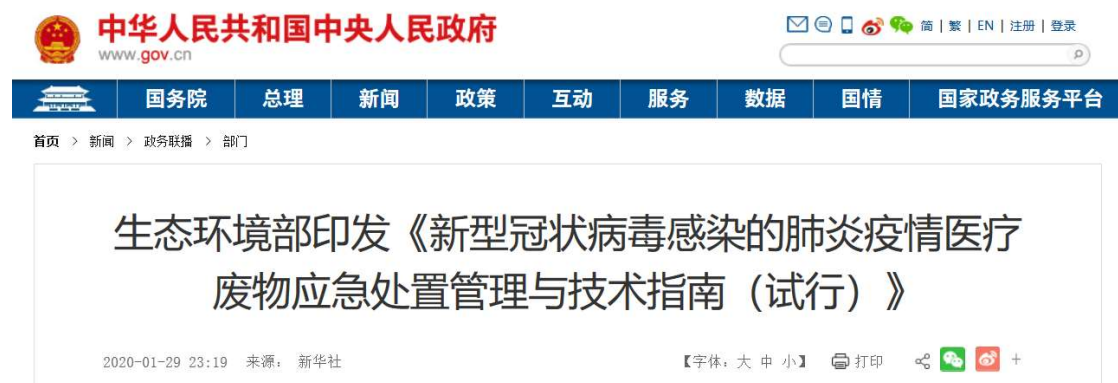 中华人民共和国中央人民政府
www.gov.cn
简 | 繁 | EN | 注册 | 登录
国务院 总理 新闻 政策 互动 服务 数据 国情 国家政务服务平台
首页 > 新闻 > 政务联播 > 部门
生态环境部印发《新型冠状病毒感染的肺炎疫情医疗
废物应急处置管理与技术指南（试行）》
2020-01-29 23:19 来源： 新华社 【字体：大 中 小】 打印 +